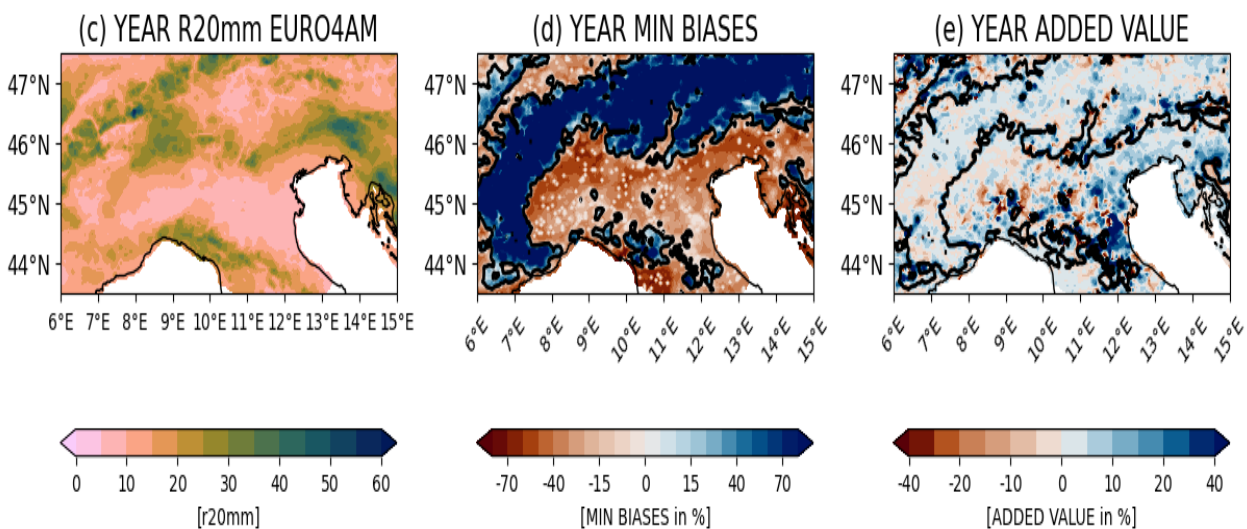 (c) YEAR R20mm EURO4AM
47°N
46°N
45°N
44°N
6°E 7°E 8°E 9°E 10°E 11°E 12°E 13°E 14°E 15°E
0 10 20 30 40 50 60
[r20mm]
(d) YEAR MIN BIASES
47°N
46°N
45°N
44°N
6°E 7°E 8°E 9°E 10°E 11°E 12°E 13°E 14°E 15°E
-70 -40 -15 0 15 40 70
[MIN BIASES in %]
(e) YEAR ADDED VALUE
47°N
46°N
45°N
44°N
6°E 7°E 8°E 9°E 10°E 11°E 12°E 13°E 14°E 15°E
-40 -20 -10 0 10 20 40
[ADDED VALUE in %]